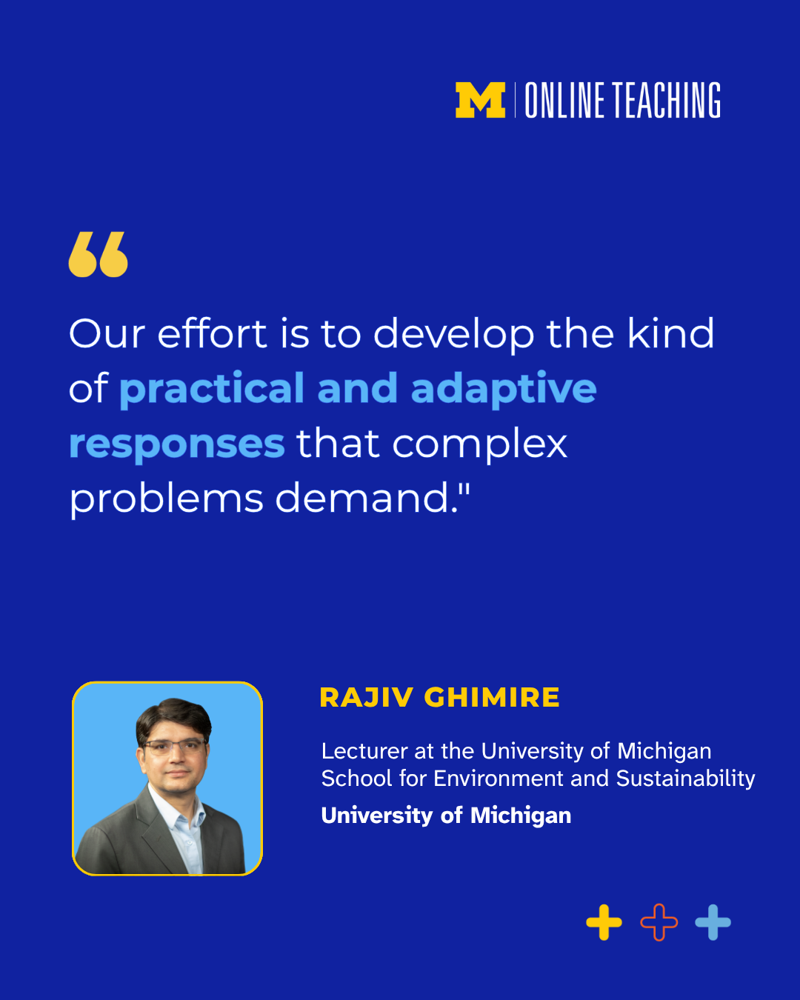 M | ONLINE TEACHING
“
Our effort is to develop the kind
of practical and adaptive
responses that complex
problems demand."
RAJIV GHIMIRE
Lecturer at the University of Michigan
School for Environment and Sustainability
University of Michigan